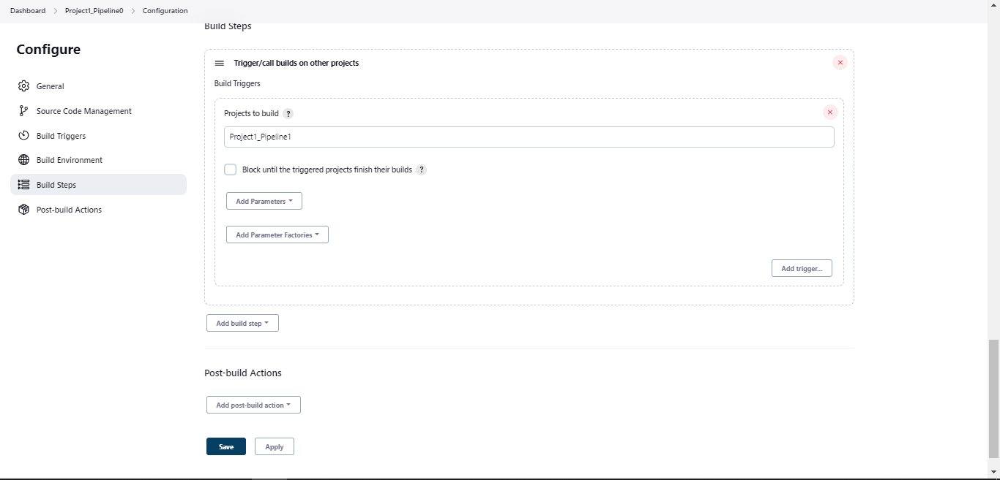 Dashboard > Project1_Pipeline0 > Configuration
Configure
General
Source Code Management
Build Triggers
Build Environment
Build Steps
Post-build Actions
Build Steps
Trigger/call builds on other projects
Build Triggers
Projects to build ?
Project1_Pipeline1
Block until the triggered projects finish their builds ?
Add Parameters
Add Parameter Factories
Add trigger...
Add build step
Post-build Actions
Add post-build action
Save Apply